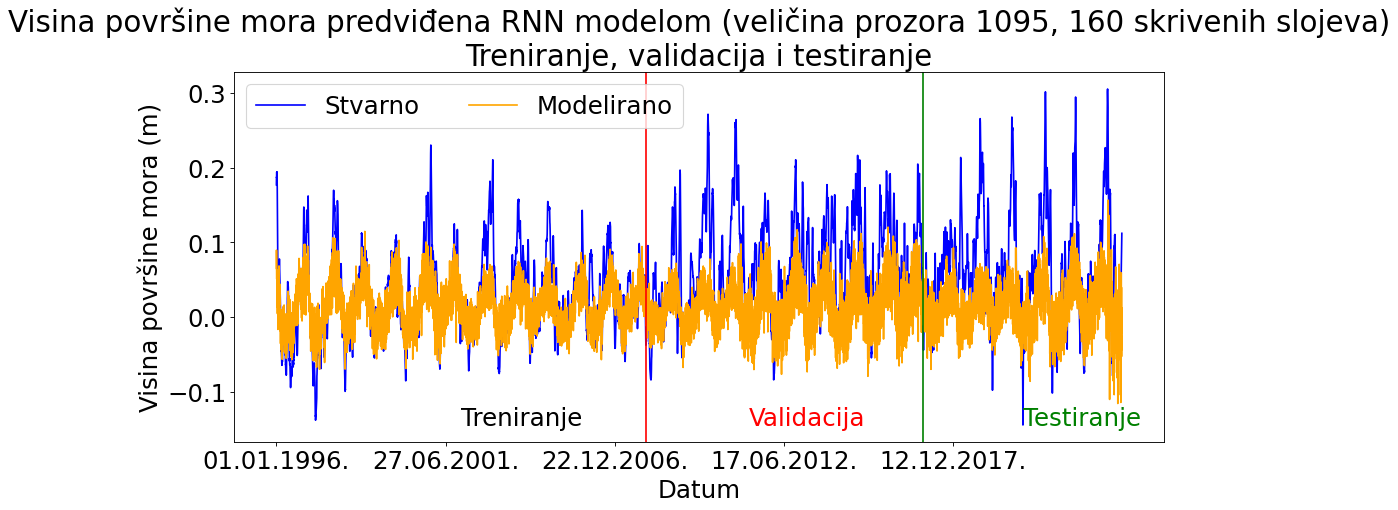 Visina površine mora predviđena RNN modelom (veličina prozora 1095, 160 skrivenih slojeva)
Treniranje, validacija i testiranje
Stvarno Modelirano
Visina površine mora (m)
0.3
0.2
0.1
0.0
−0.1
Treniranje Validacija Testiranje
01.01.1996. 27.06.2001. 22.12.2006. 17.06.2012. 12.12.2017.
Datum